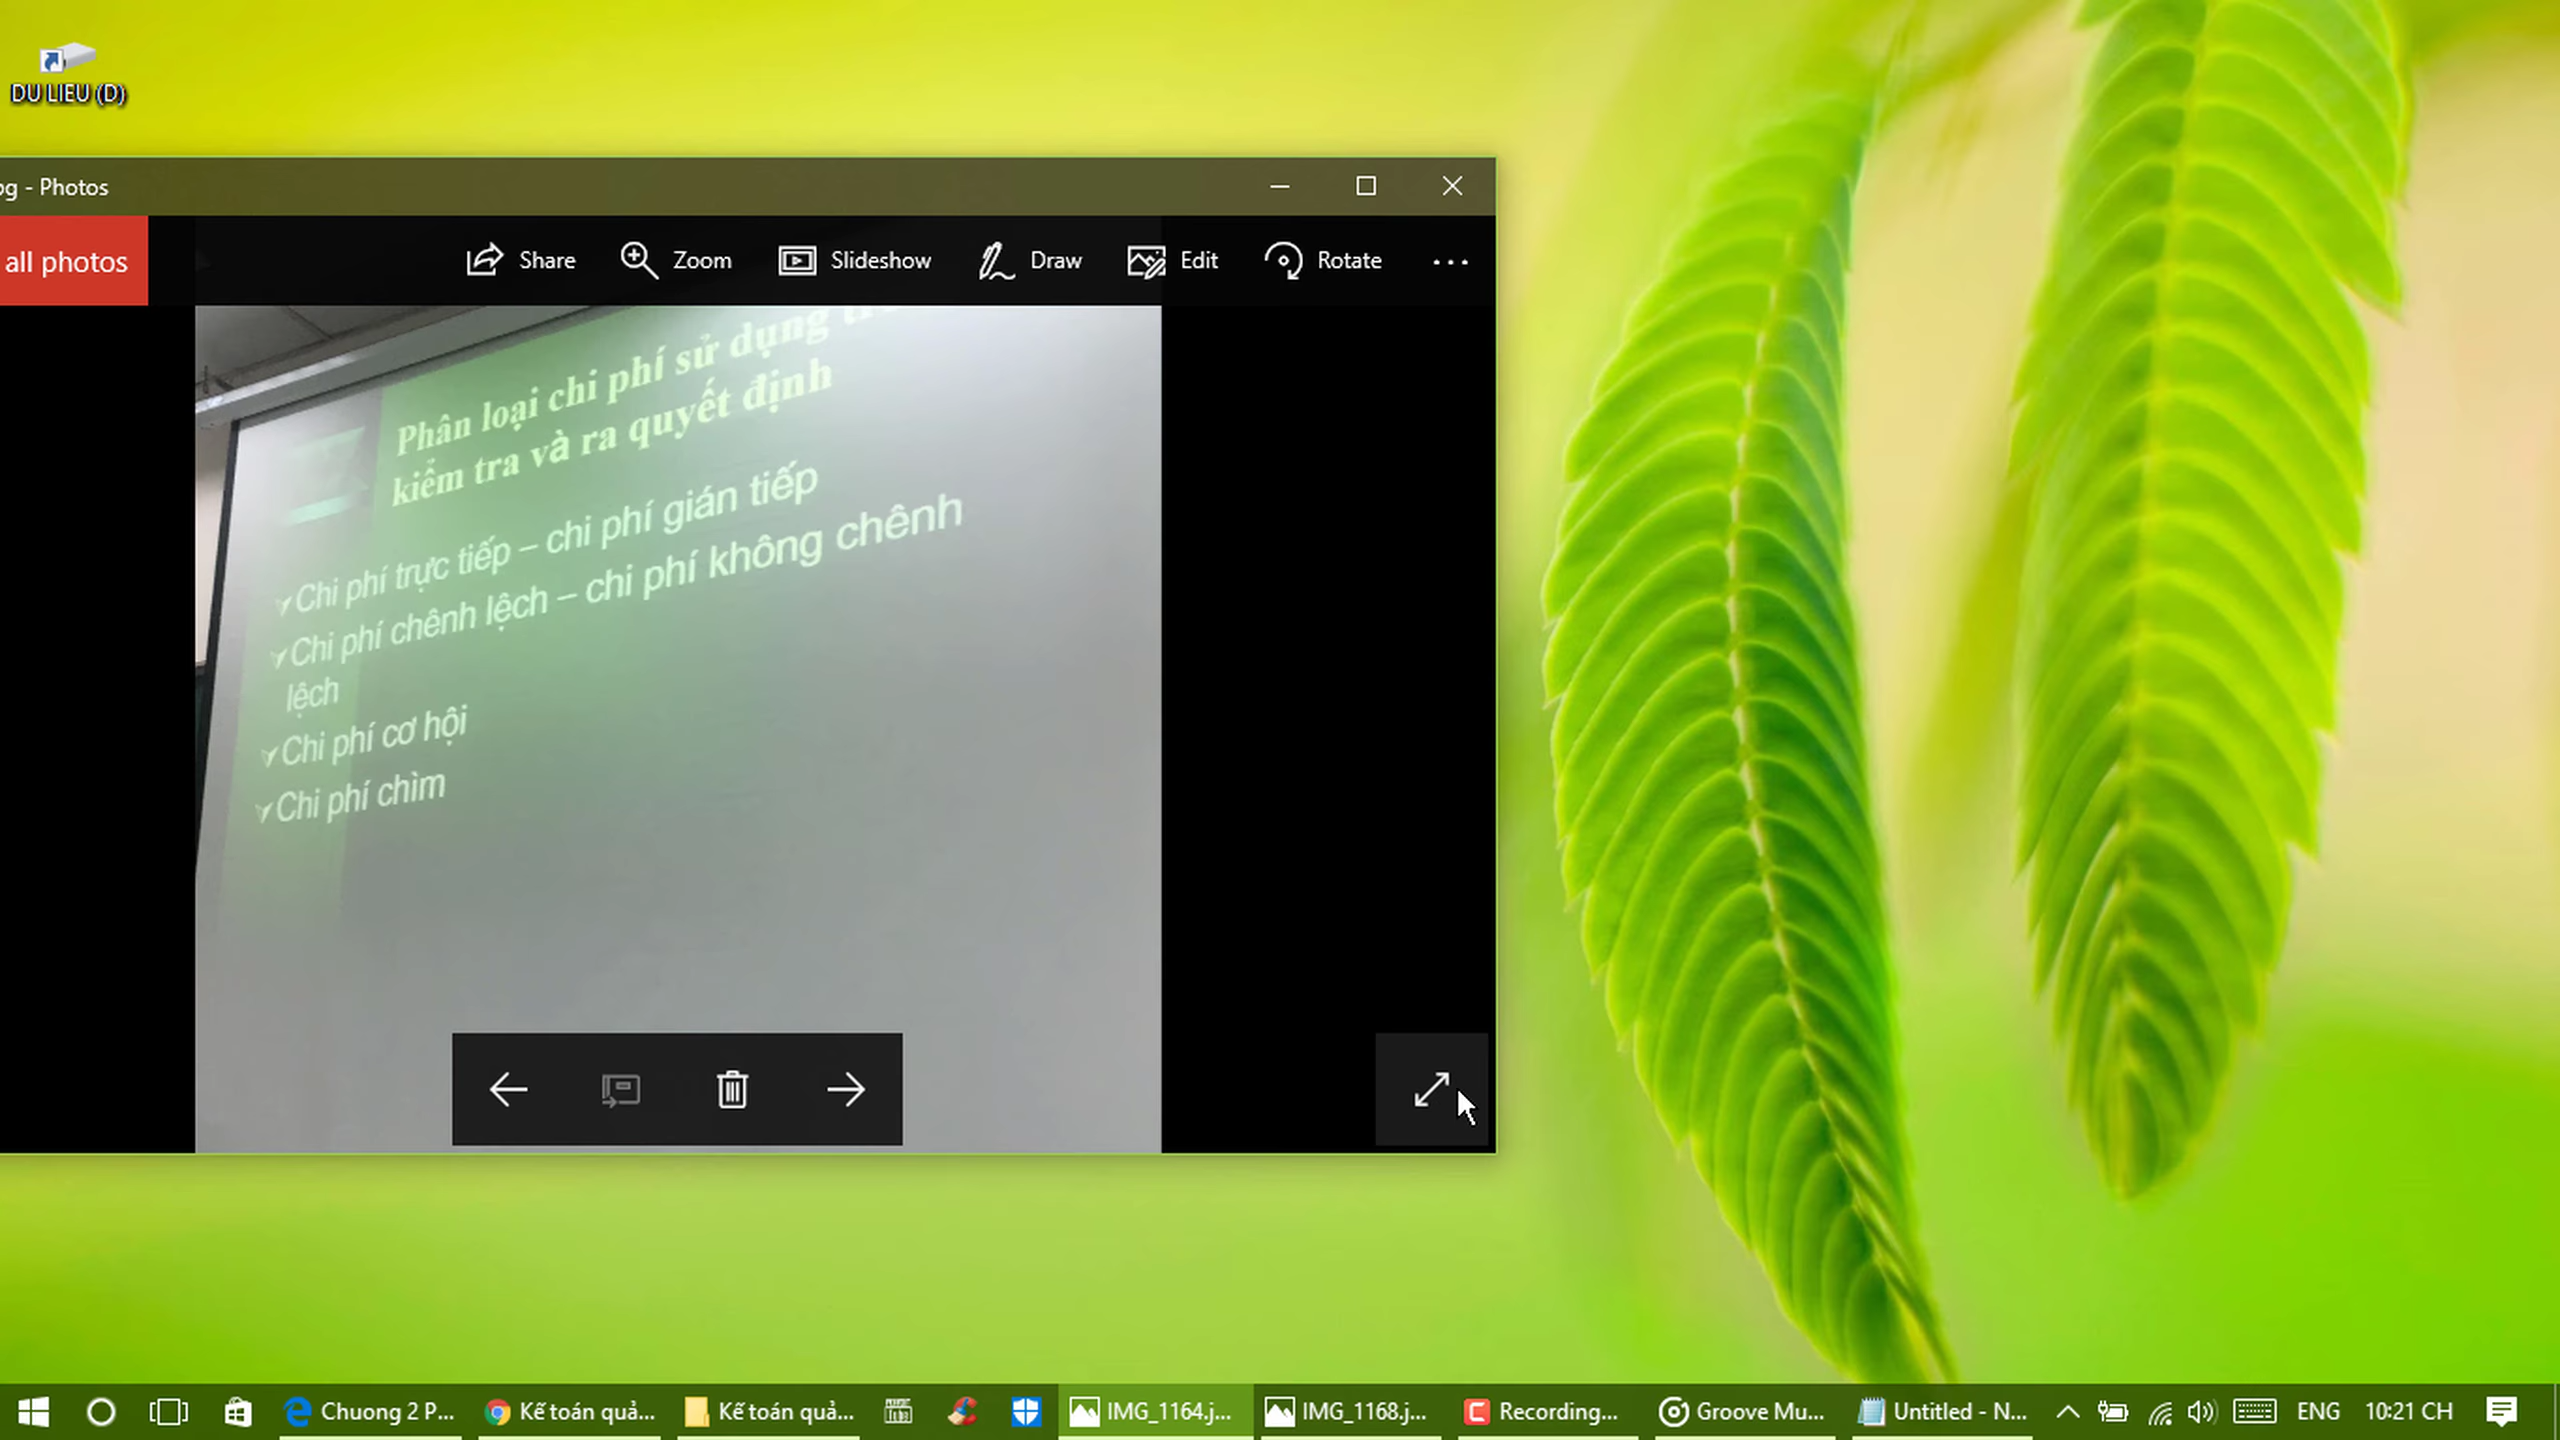 DU LIEU (D)
- Photos
all photos
Share
Zoom
Slideshow
Draw
Edit
Rotate
Phân loại chi phí sử dụng
kiểm tra và ra quyết định
Chi phí trực tiếp – chi phí gián tiếp
Chi phí chênh lệch – chi phí không chênh
lệch
Chi phí cơ hội
Chi phí chìm
Chuong 2 P...
Kế toán quả...
Kế toán quả...
IMG_1164.j...
IMG_1168.j...
Recording...
Groove Mu...
Untitled - N...
ENG
10:21 CH